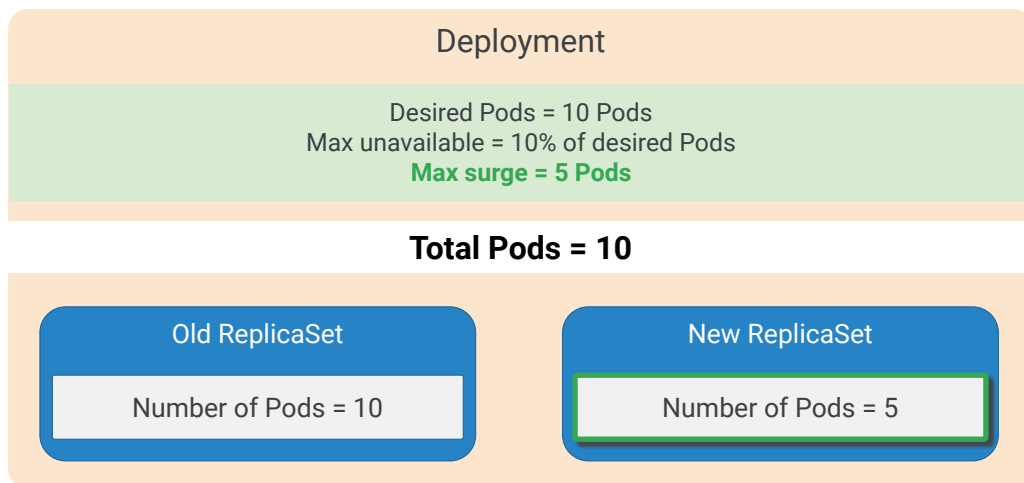 Deployment
Desired Pods = 10 Pods
Max unavailable = 10% of desired Pods
Max surge = 5 Pods
Total Pods = 10
Old ReplicaSet
Number of Pods = 10
New ReplicaSet
Number of Pods = 5